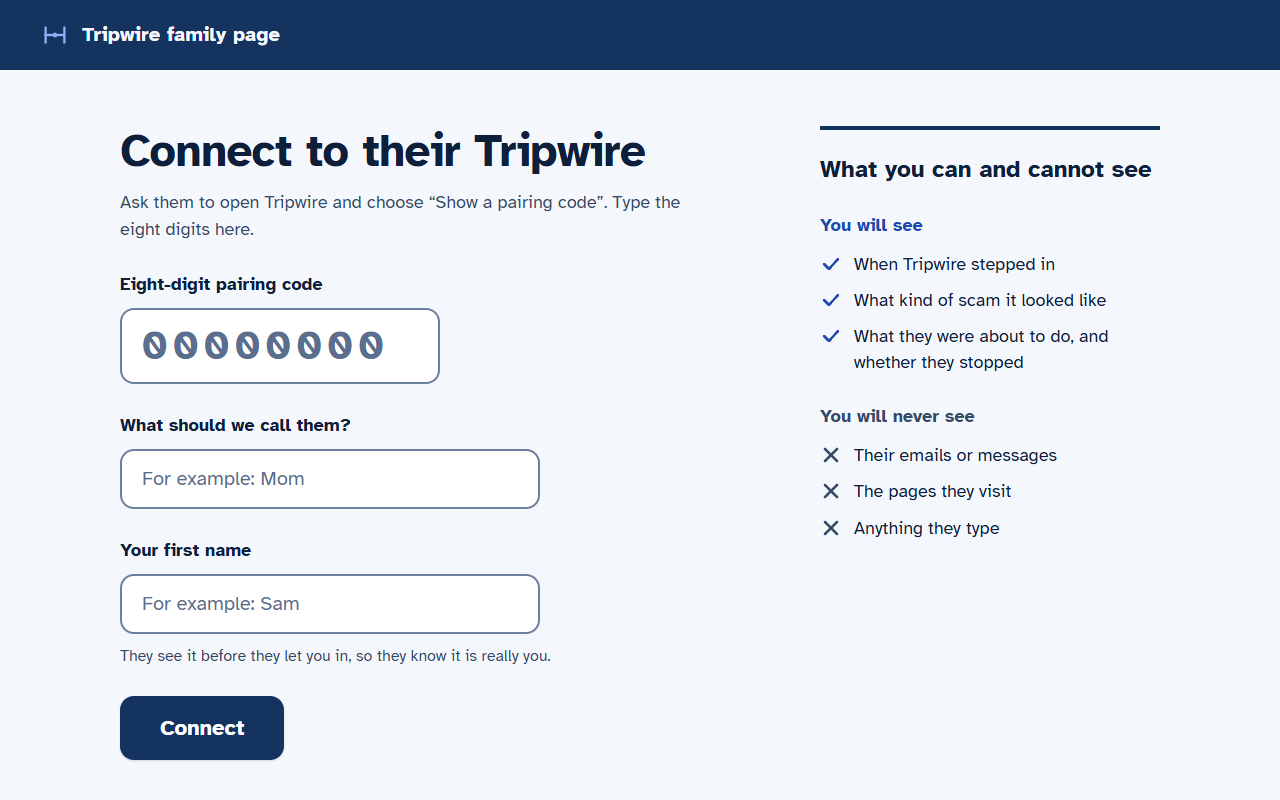 Tripwire family page
Connect to their Tripwire
Ask them to open Tripwire and choose “Show a pairing code”. Type the
eight digits here.
Eight-digit pairing code
00000000
What should we call them?
For example: Mom
Your first name
For example: Sam
They see it before they let you in, so they know it is really you.
Connect
What you can and cannot see
You will see
When Tripwire stepped in
What kind of scam it looked like
What they were about to do, and
whether they stopped
You will never see
Their emails or messages
The pages they visit
Anything they type